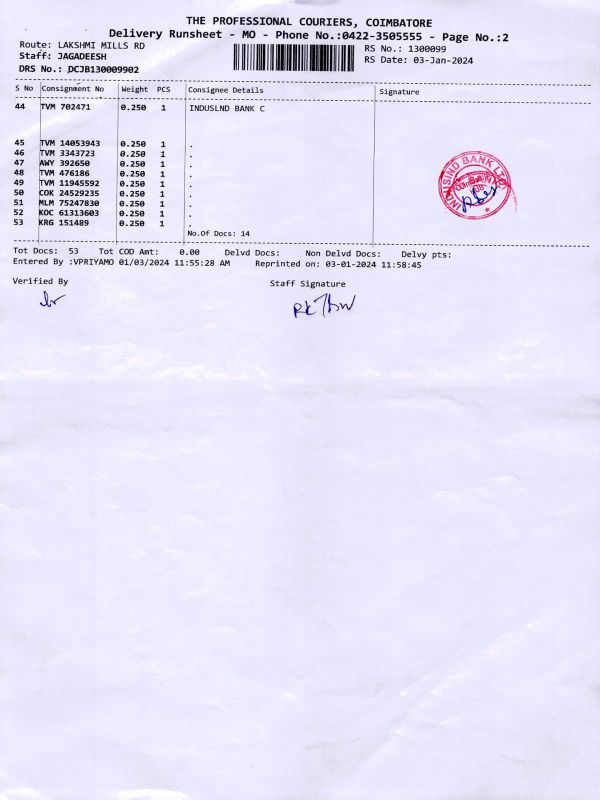 THE PROFESSIONAL COURIERS, COIMBATORE
Delivery Runsheet - MO - Phone No.:0422-3505555 - Page No.:2
Route: LAKSHMI MILLS RD RS No.: 1300099
Staff: JAGADEESH RS Date: 03-Jan-2024
DRS No.: DCJB130009902
S No Consignment No Weight PCS Consignee Details Signature
44 TVM 702471 0.250 1 INDUSLND BANK C
45 TVM 14053943 0.250 1 .
46 TVM 3343723 0.250 1 .
47 AWY 392650 0.250 1 .
48 TVM 476186 0.250 1 .
49 TVM 11945592 0.250 1 .
50 COK 24529235 0.250 1 .
51 MLM 75247830 0.250 1 .
52 KOC 61313603 0.250 1 .
53 KRG 151489 0.250 1 .
INDUSIND BANK LTD
No.Of Docs: 14
Tot Docs: 53 Tot COD Amt: 0.00 Delvd Docs: Non Delvd Docs: Delvy pts:
Entered By :VPRIYAMO 01/03/2024 11:55:28 AM Reprinted on: 03-01-2024 11:58:45
Verified By Staff Signature